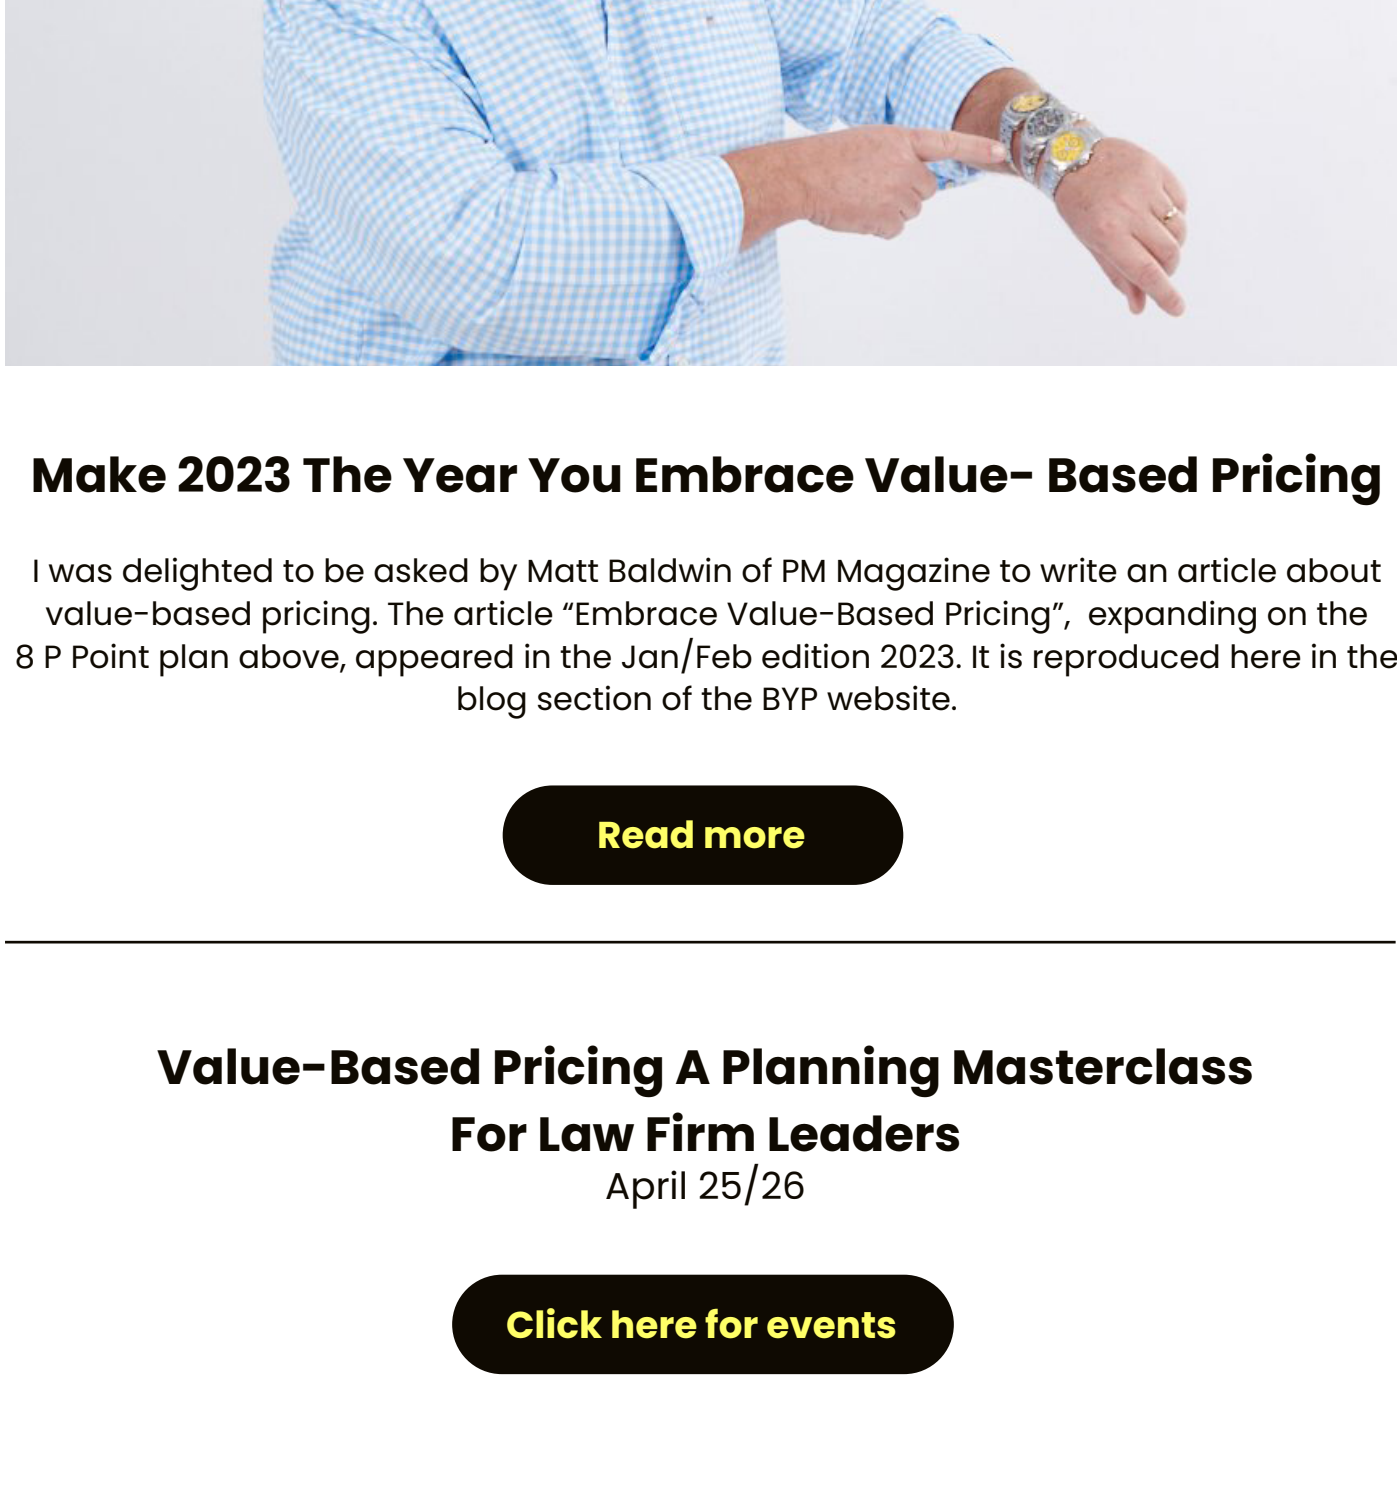 Make 2023 The Year You Embrace Value- Based Pricing
I was delighted to be asked by Matt Baldwin of PM Magazine to write an article about
value-based pricing. The article “Embrace Value-Based Pricing”,  expanding on the
8 P Point plan above, appeared in the Jan/Feb edition 2023. It is reproduced here in the
blog section of the BYP website.
Read more
Value-Based Pricing A Planning Masterclass
For Law Firm Leaders
April 25/26
Click here for events